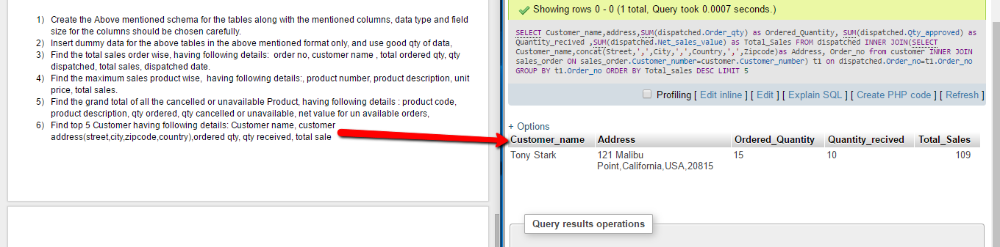 1) Create the Above mentioned schema for the tables along with the mentioned columns, data type and field
size for the columns should be chosen carefully.
2) Insert dummy data for the above tables in the above mentioned format only, and use good qty of data,
3) Find the total sales order wise, having following details: order no, customer name , total ordered qty, qty
dispatched, total sales, dispatched date.
4) Find the maximum sales product wise, having following details:, product number, product description, unit
price, total sales.
5) Find the grand total of all the cancelled or unavailable Product, having following details : product code,
product description, qty ordered, qty cancelled or unavailable, net value for un available orders,
6) Find top 5 Customer having following details: Customer name, customer
address(street,city,zipcode,country),ordered qty, qty received, total sale
Showing rows 0 - 0 (1 total, Query took 0.0007 seconds.)
SELECT Customer_name,address,SUM(dispatched.Order_qty) as Ordered_Quantity, SUM(dispatched.Qty_approved) as
Quantity_recived ,SUM(dispatched.Net_sales_value) as Total_Sales FROM dispatched INNER JOIN(SELECT
Customer_name,concat(Street,',',City,',',Country,',',Zipcode)as Address, Order_no from customer INNER JOIN
sales_order ON sales_order.Customer_number=customer.Customer_number) t1 on dispatched.Order_no=t1.Order_no
GROUP BY t1.Order_no ORDER BY Total_sales DESC LIMIT 5
Profiling [ Edit inline ] [ Edit ] [ Explain SQL ] [ Create PHP code ] [ Refresh ]
+ Options
Customer_name Address Ordered_Quantity Quantity_recived Total_Sales
Tony Stark 121 Malibu 15 10 109
Point,California,USA,20815
Query results operations